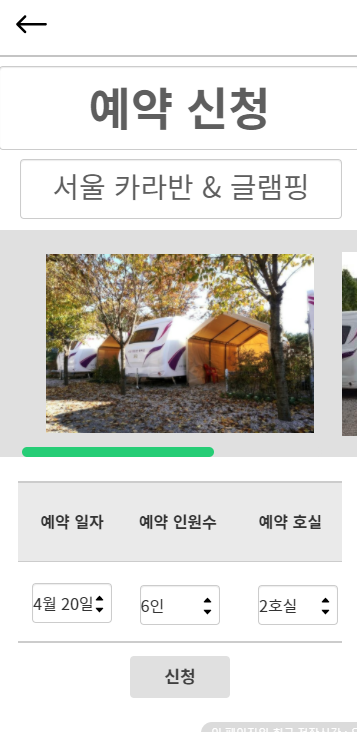 예약 신청
서울 카라반 & 글램핑
예약 일자 예약 인원수 예약 호실
4월 20일 6인 2호실
신청